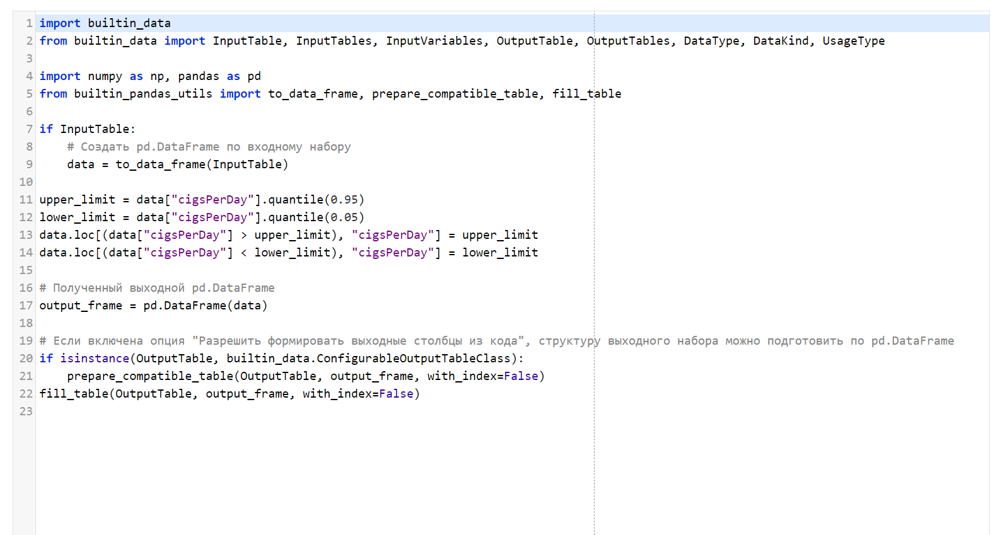 1 import builtin_data
2 from builtin_data import InputTable, InputTables, InputVariables, OutputTable, OutputTables, DataType, DataKind, UsageType
3
4 import numpy as np, pandas as pd
5 from builtin_pandas_utils import to_data_frame, prepare_compatible_table, fill_table
6
7 if InputTable:
8     # Создать pd.DataFrame по входному набору
9     data = to_data_frame(InputTable)
10
11 upper_limit = data["cigsPerDay"].quantile(0.95)
12 lower_limit = data["cigsPerDay"].quantile(0.05)
13 data.loc[(data["cigsPerDay"] > upper_limit), "cigsPerDay"] = upper_limit
14 data.loc[(data["cigsPerDay"] < lower_limit), "cigsPerDay"] = lower_limit
15
16 # Полученный выходной pd.DataFrame
17 output_frame = pd.DataFrame(data)
18
19 # Если включена опция "Разрешить формировать выходные столбцы из кода", структуру выходного набора можно подготовить по pd.DataFrame
20 if isinstance(OutputTable, builtin_data.ConfigurableOutputTableClass):
21     prepare_compatible_table(OutputTable, output_frame, with_index=False)
22 fill_table(OutputTable, output_frame, with_index=False)
23